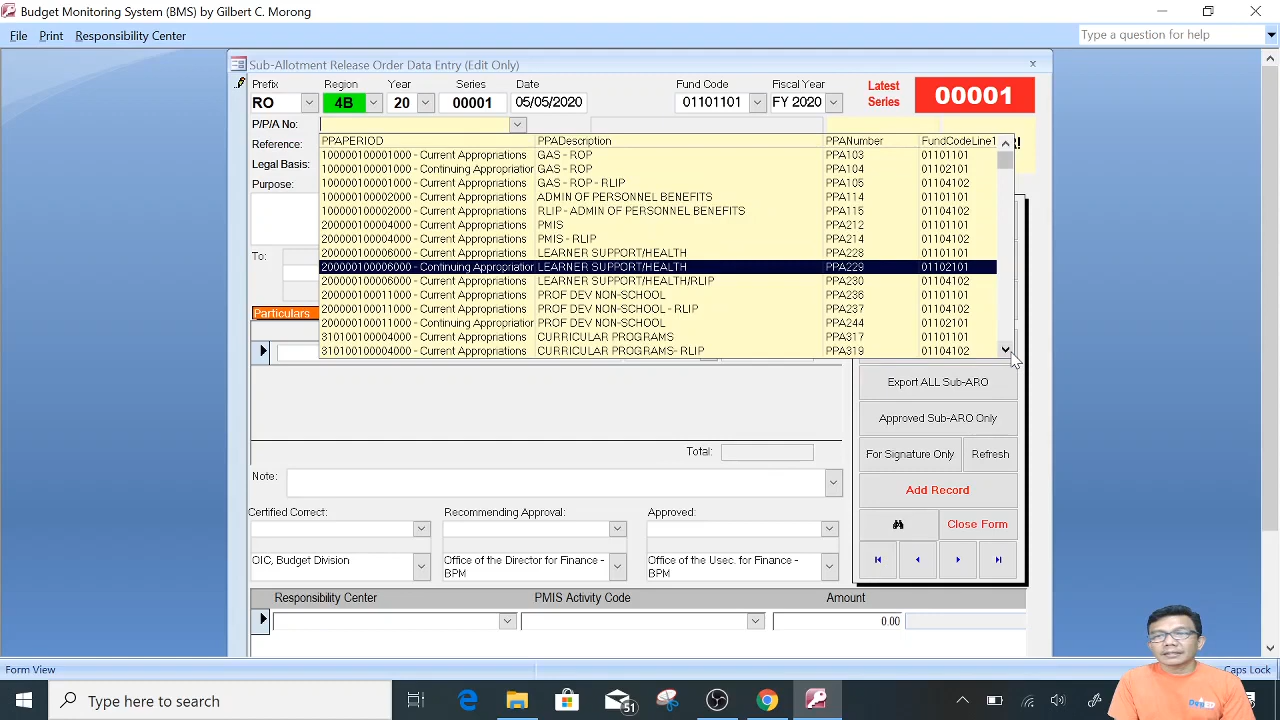 Budget Monitoring System (BMS) by Gilbert C. Morong
File Print Responsibility Center
Type a question for help
Sub-Allotment Release Order Data Entry (Edit Only)
Prefix Region Year Series Date Fund Code Fiscal Year Latest Series
RO 4B 20 00001 05/05/2020 01101101 FY 2020 00001
P/P/A No:
PPAPERIOD PPADescription PPANumber FundCodeLine1
100000100001000 - Current Appropriations GAS - ROP PPA103 01101101
100000100001000 - Continuing Appropriation GAS - ROP PPA104 01102101
100000100001000 - Current Appropriations GAS - ROP - RLIP PPA105 01104102
100000100002000 - Current Appropriations ADMIN OF PERSONNEL BENEFITS PPA114 01101101
100000100002000 - Current Appropriations RLIP - ADMIN OF PERSONNEL BENEFITS PPA115 01104102
200000100004000 - Current Appropriations PMIS PPA212 01101101
200000100004000 - Current Appropriations PMIS - RLIP PPA214 01104102
200000100006000 - Current Appropriations LEARNER SUPPORT/HEALTH PPA228 01101101
200000100006000 - Continuing Appropriation LEARNER SUPPORT/HEALTH PPA229 01102101
200000100006000 - Current Appropriations LEARNER SUPPORT/HEALTH/RLIP PPA230 01104102
200000100011000 - Current Appropriations PROF DEV NON-SCHOOL PPA236 01101101
200000100011000 - Current Appropriations PROF DEV NON-SCHOOL - RLIP PPA237 01104102
200000100011000 - Continuing Appropriation PROF DEV NON-SCHOOL PPA244 01102101
310100100004000 - Current Appropriations CURRICULAR PROGRAMS PPA317 01101101
310100100004000 - Current Appropriations CURRICULAR PROGRAMS- RLIP PPA319 01104102
Reference:
Legal Basis:
Purpose:
To:
Particulars
Export ALL Sub-ARO
Approved Sub-ARO Only
Total:
For Signature Only Refresh
Note:
Add Record
Certified Correct: Recommending Approval: Approved:
Close Form
OIC, Budget Division
Office of the Director for Finance - BPM
Office of the Usec. for Finance - BPM
Responsibility Center PMIS Activity Code Amount
0.00
Form View
Caps Lock
Type here to search
51